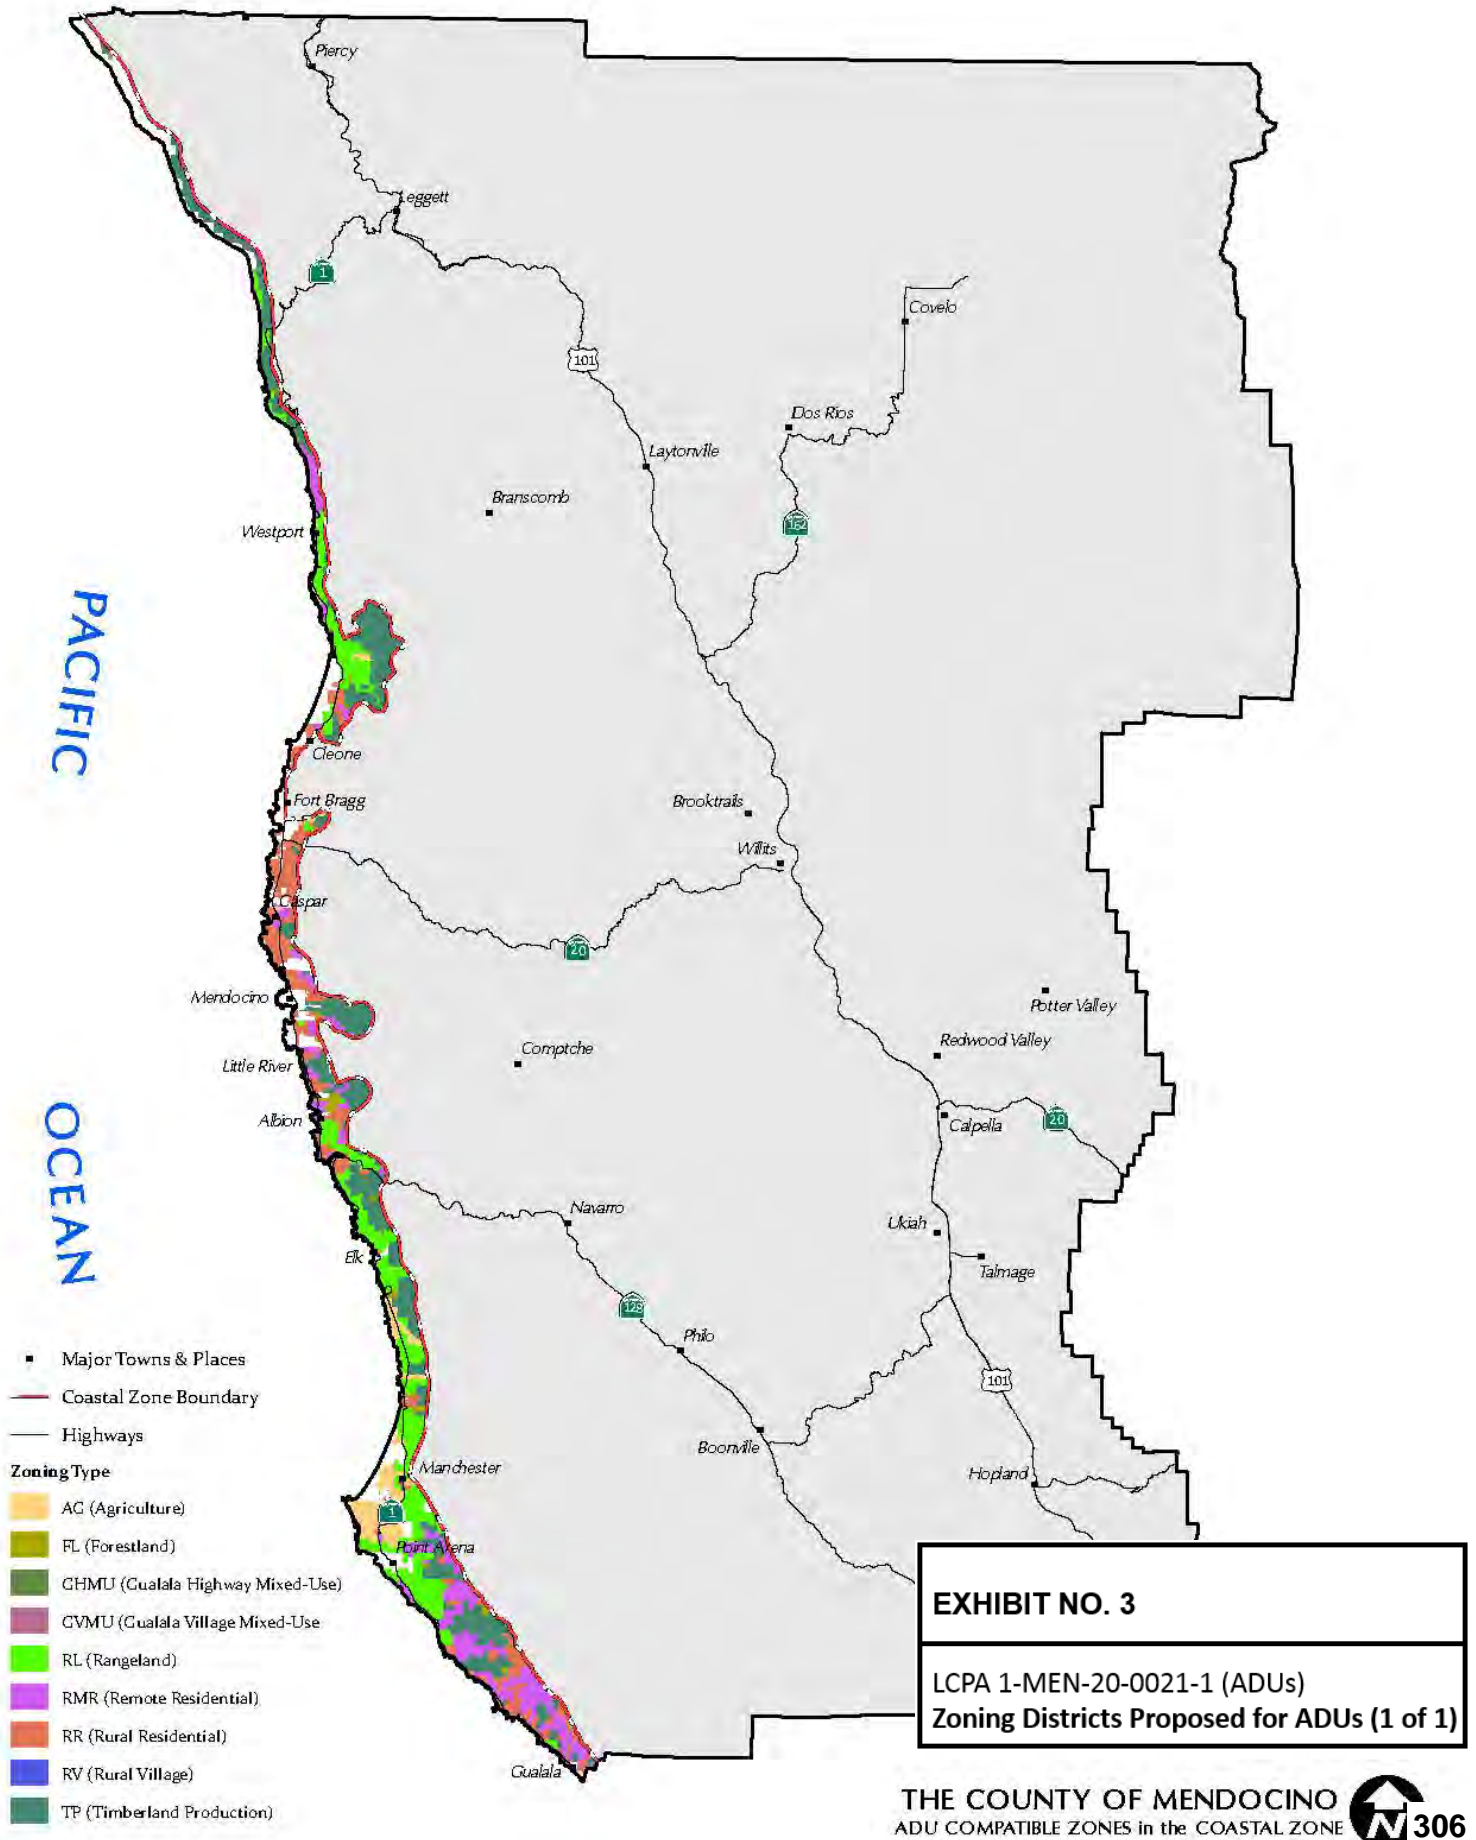 Piercy
Leggett
1
Covelo
101
Dos Rios
Laytonville
Branscomb
162
Westport
PACIFIC
Cleone
Fort Bragg
Brooktrails
Willits
Caspar
20
Mendocino
Potter Valley
Redwood Valley
Comptche
Little River
Albion
20
Calpella
OCEAN
Navarro
Ukiah
Elk
Talmage
128
Philo
Major Towns & Places
Coastal Zone Boundary
101
Highways
Boonville
Manchester
Hopland
Zoning Type
AG (Agriculture)
1
FL (Forestland)
Point Arena
GHMU (Gualala Highway Mixed-Use)
GVMU (Gualala Village Mixed-Use
RL (Rangeland)
RMR (Remote Residential)
RR (Rural Residential)
RV (Rural Village)
TP (Timberland Production)
Gualala
EXHIBIT NO. 3
LCPA 1-MEN-20-0021-1 (ADUs)
Zoning Districts Proposed for ADUs (1 of 1)
THE COUNTY OF MENDOCINO
ADU COMPATIBLE ZONES in the COASTAL ZONE
N
306